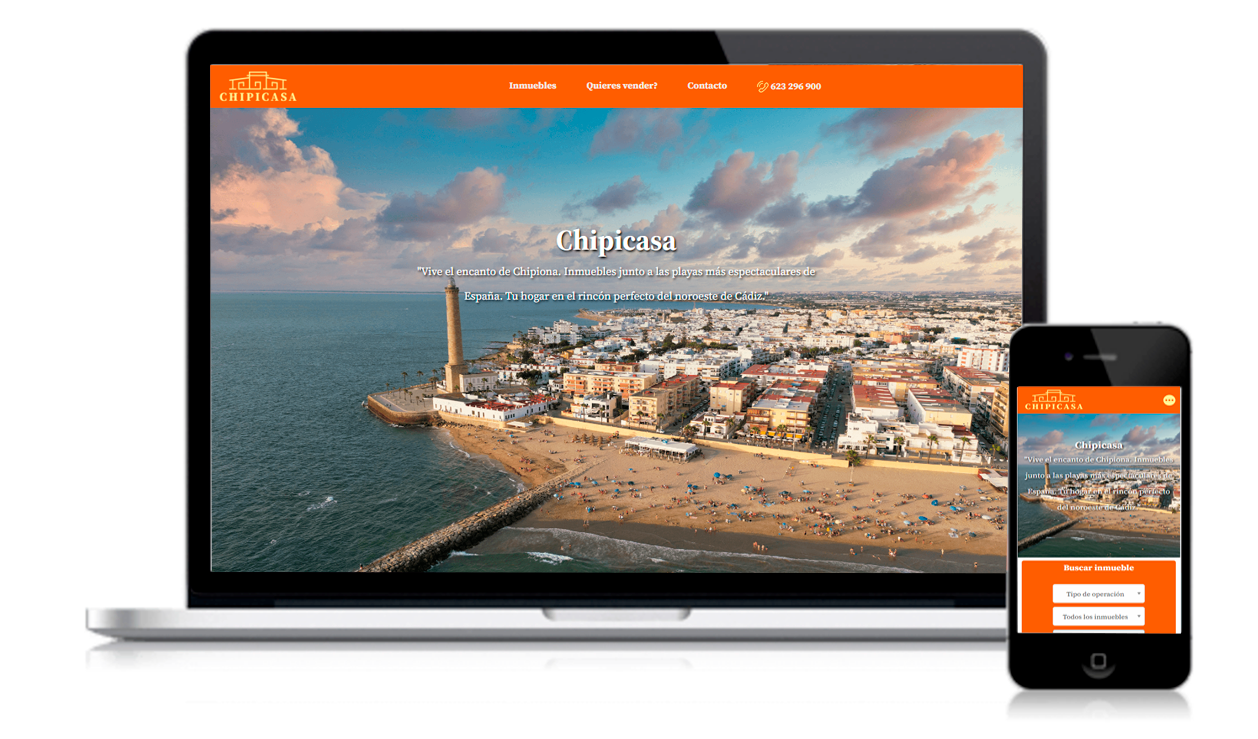 CHIPICASA
Inmuebles
Quieres vender?
Contacto
623 296 900
Chipicasa
"Vive el encanto de Chipiona. Inmuebles junto a las playas más espectaculares de
España. Tu hogar en el rincón perfecto del noroeste de Cádiz."
CHIPICASA
Chipicasa
"Vive el encanto de Chipiona. Inmuebles
junto a las playas más espectaculares de
España. Tu hogar en el rincón perfecto
del noroeste de Cádiz."
Buscar inmueble
Tipo de operación
Todos los inmuebles